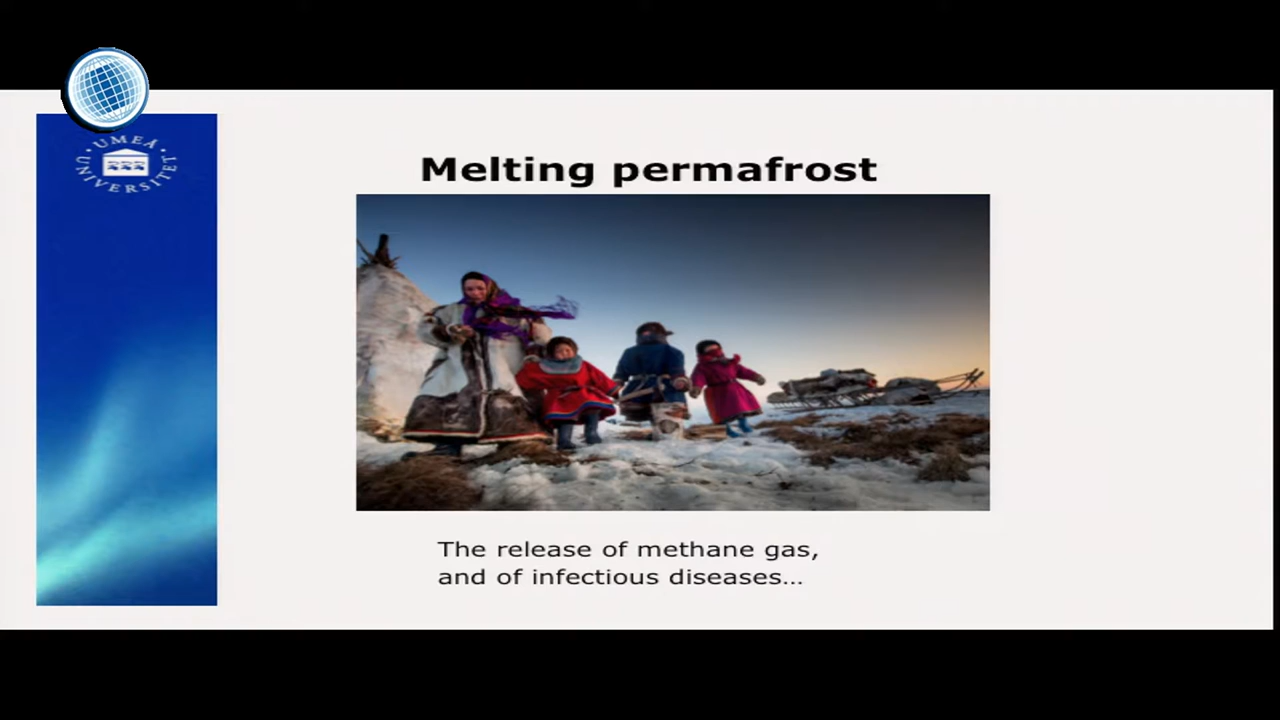 · UMEÅ ·
UNIVERSITET
Melting permafrost
The release of methane gas,
and of infectious diseases...